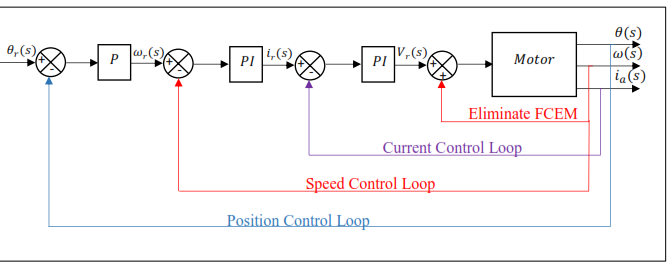 θ(s)
θᵣ(s) ωᵣ(s) iᵣ(s) Vᵣ(s) ω(s)
+ P + PI + PI + Motor
- - - +
iₐ(s)
Eliminate FCEM
Current Control Loop
Speed Control Loop
Position Control Loop